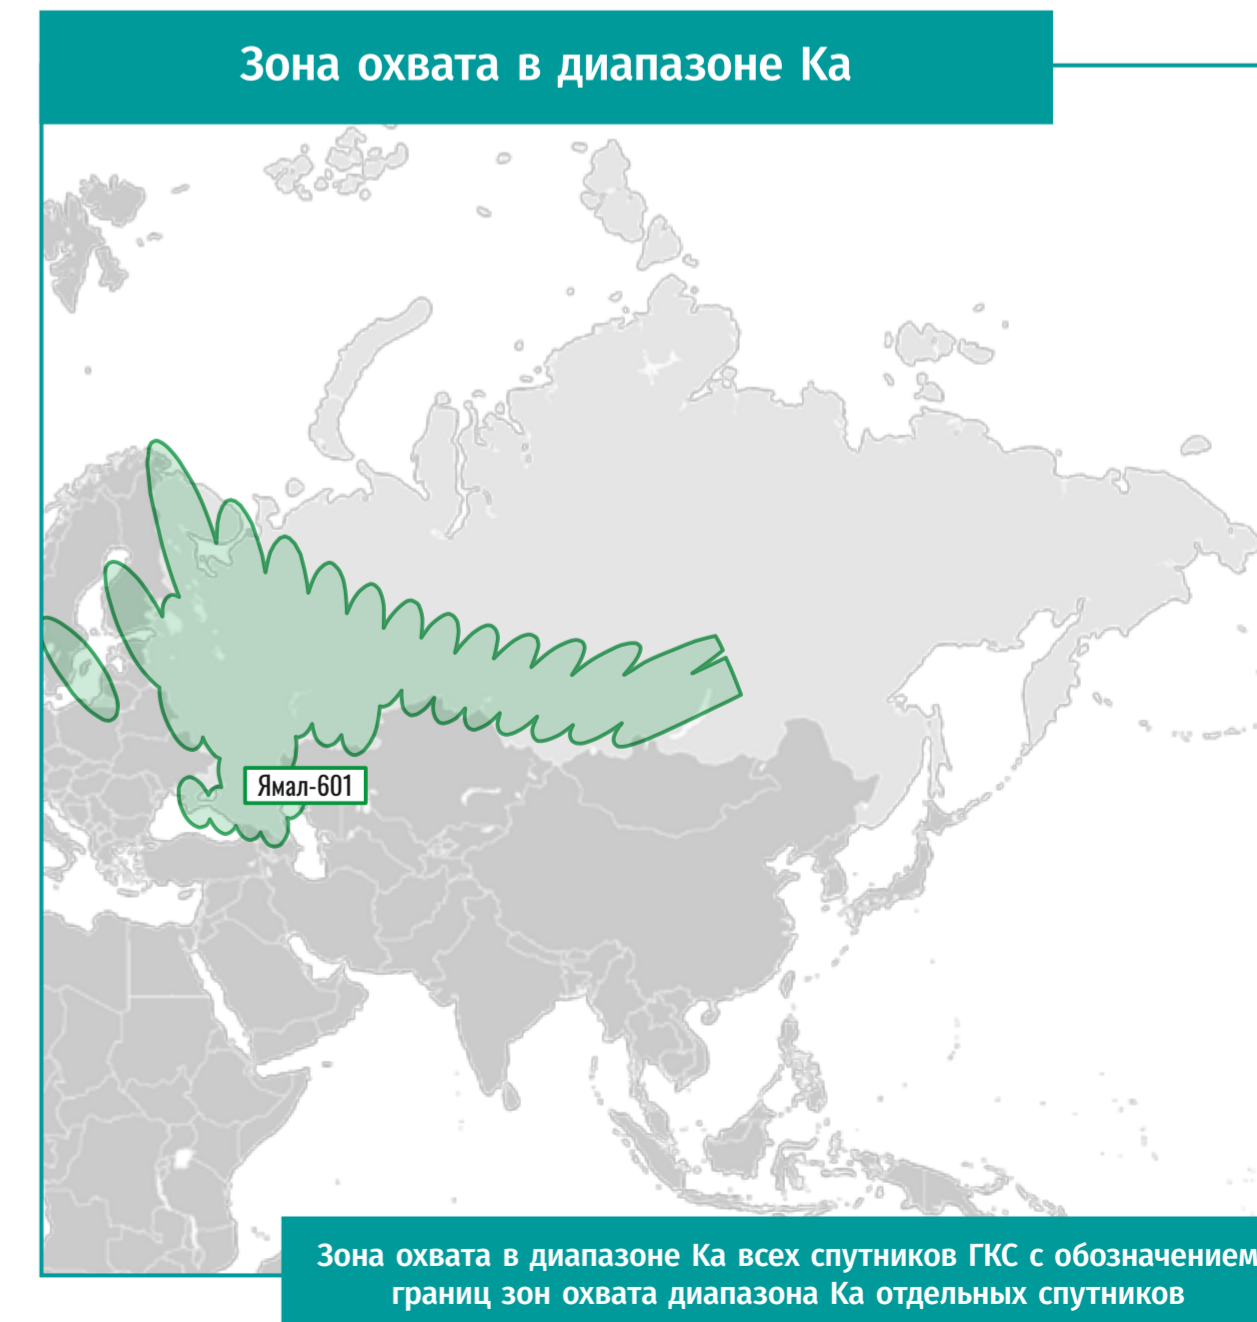 Зона охвата в диапазоне Ка
Ямал-601
Зона охвата в диапазоне Ка всех спутников ГКС с обозначением
границ зон охвата диапазона Ка отдельных спутников